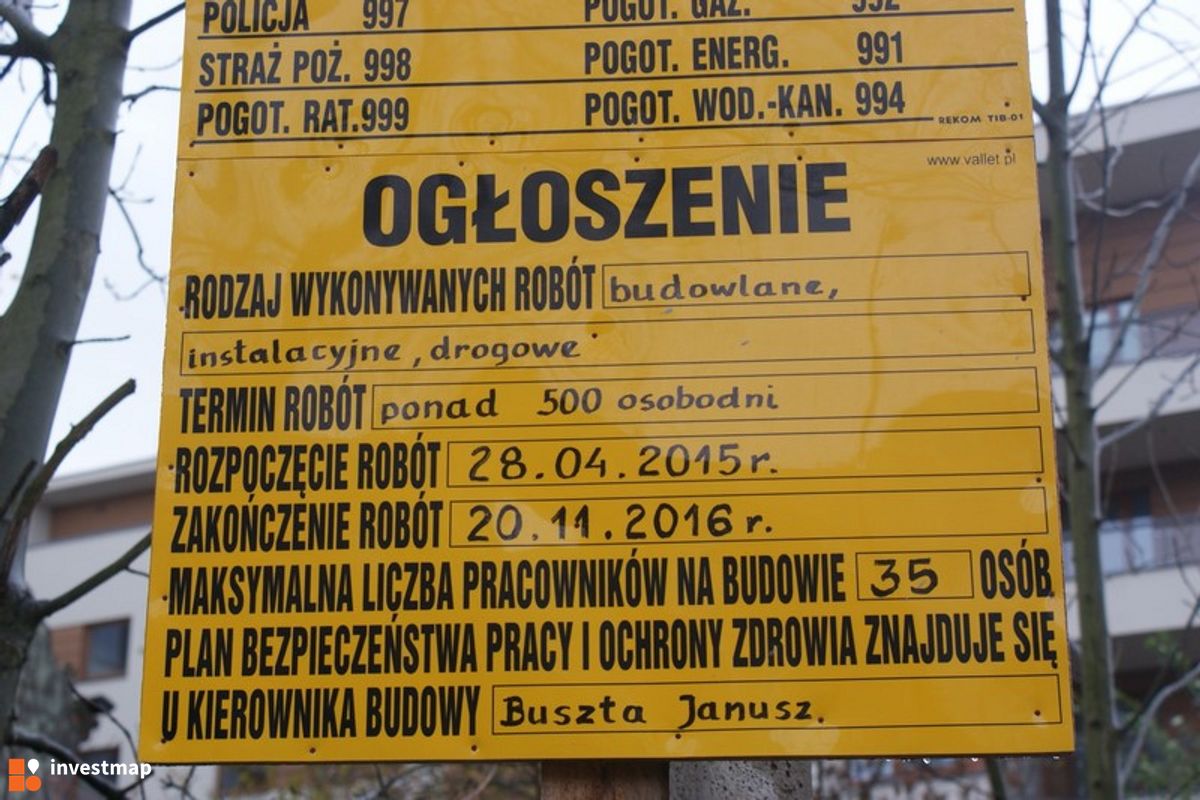 POLICJA 997 POGOT. GAZ. 992
STRAŻ POŻ. 998 POGOT. ENERG. 991
POGOT. RAT. 999 POGOT. WOD.-KAN. 994
REKOM TIB-01
www.vallet.pl
OGŁOSZENIE
RODZAJ WYKONYWANYCH ROBÓT budowlane,
instalacyjne, drogowe
TERMIN ROBÓT ponad 500 osobodni
ROZPOCZĘCIE ROBÓT 28.04.2015 r.
ZAKOŃCZENIE ROBÓT 20.11.2016 r.
MAKSYMALNA LICZBA PRACOWNIKÓW NA BUDOWIE 35 OSÓB
PLAN BEZPIECZEŃSTWA PRACY I OCHRONY ZDROWIA ZNAJDUJE SIĘ
U KIEROWNIKA BUDOWY Buszta Janusz.
investmap